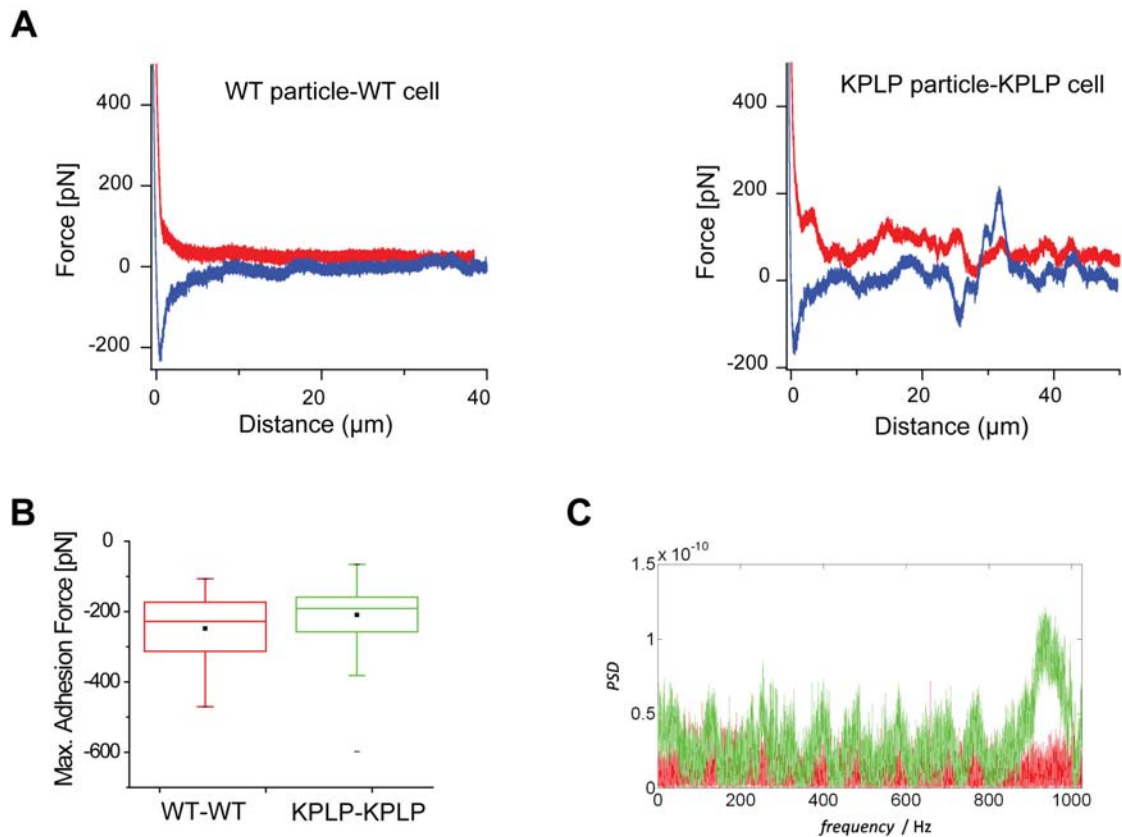 A
WT particle-WT cell
Force [pN]
400
200
0
-200
0
20
40
Distance (µm)
KPLP particle-KPLP cell
Force [pN]
400
200
0
-200
0
20
40
Distance (µm)
B
Max. Adhesion Force [pN]
0
-200
-400
-600
WT-WT
KPLP-KPLP
C
1.5 × 10⁻¹⁰
1
0.5
0
PSD
0
200
400
600
800
1000
frequency / Hz